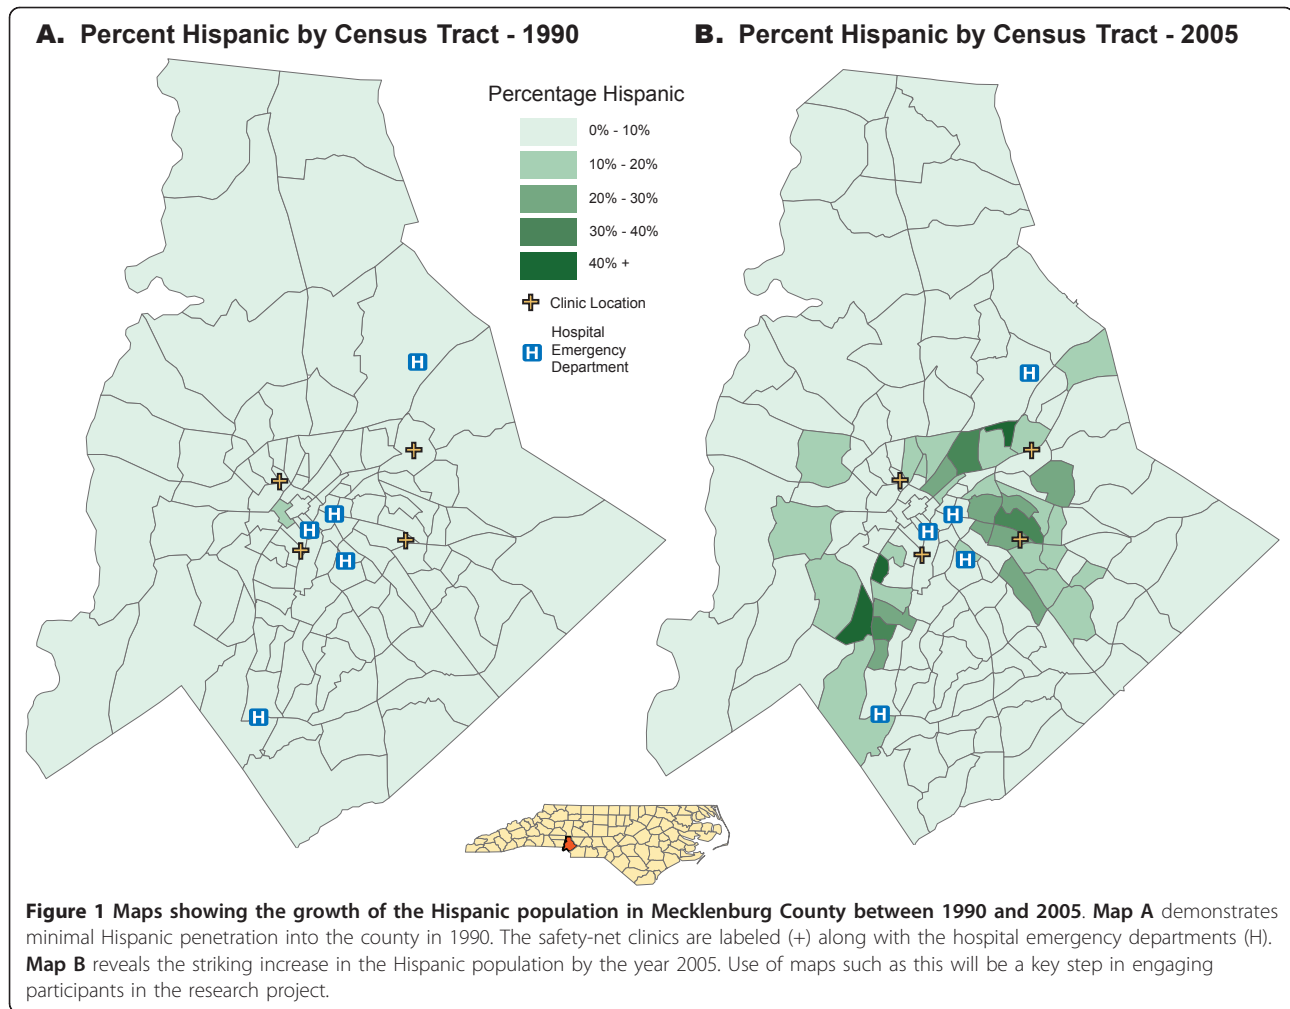 A. Percent Hispanic by Census Tract - 1990
B. Percent Hispanic by Census Tract - 2005
Percentage Hispanic
0% - 10%
10% - 20%
20% - 30%
30% - 40%
40% +
Clinic Location
H
Hospital
Emergency
Department
H
H
H
H
H
H
H
H
H
H
Figure 1 Maps showing the growth of the Hispanic population in Mecklenburg County between 1990 and 2005. Map A demonstrates
minimal Hispanic penetration into the county in 1990. The safety-net clinics are labeled (+) along with the hospital emergency departments (H).
Map B reveals the striking increase in the Hispanic population by the year 2005. Use of maps such as this will be a key step in engaging
participants in the research project.